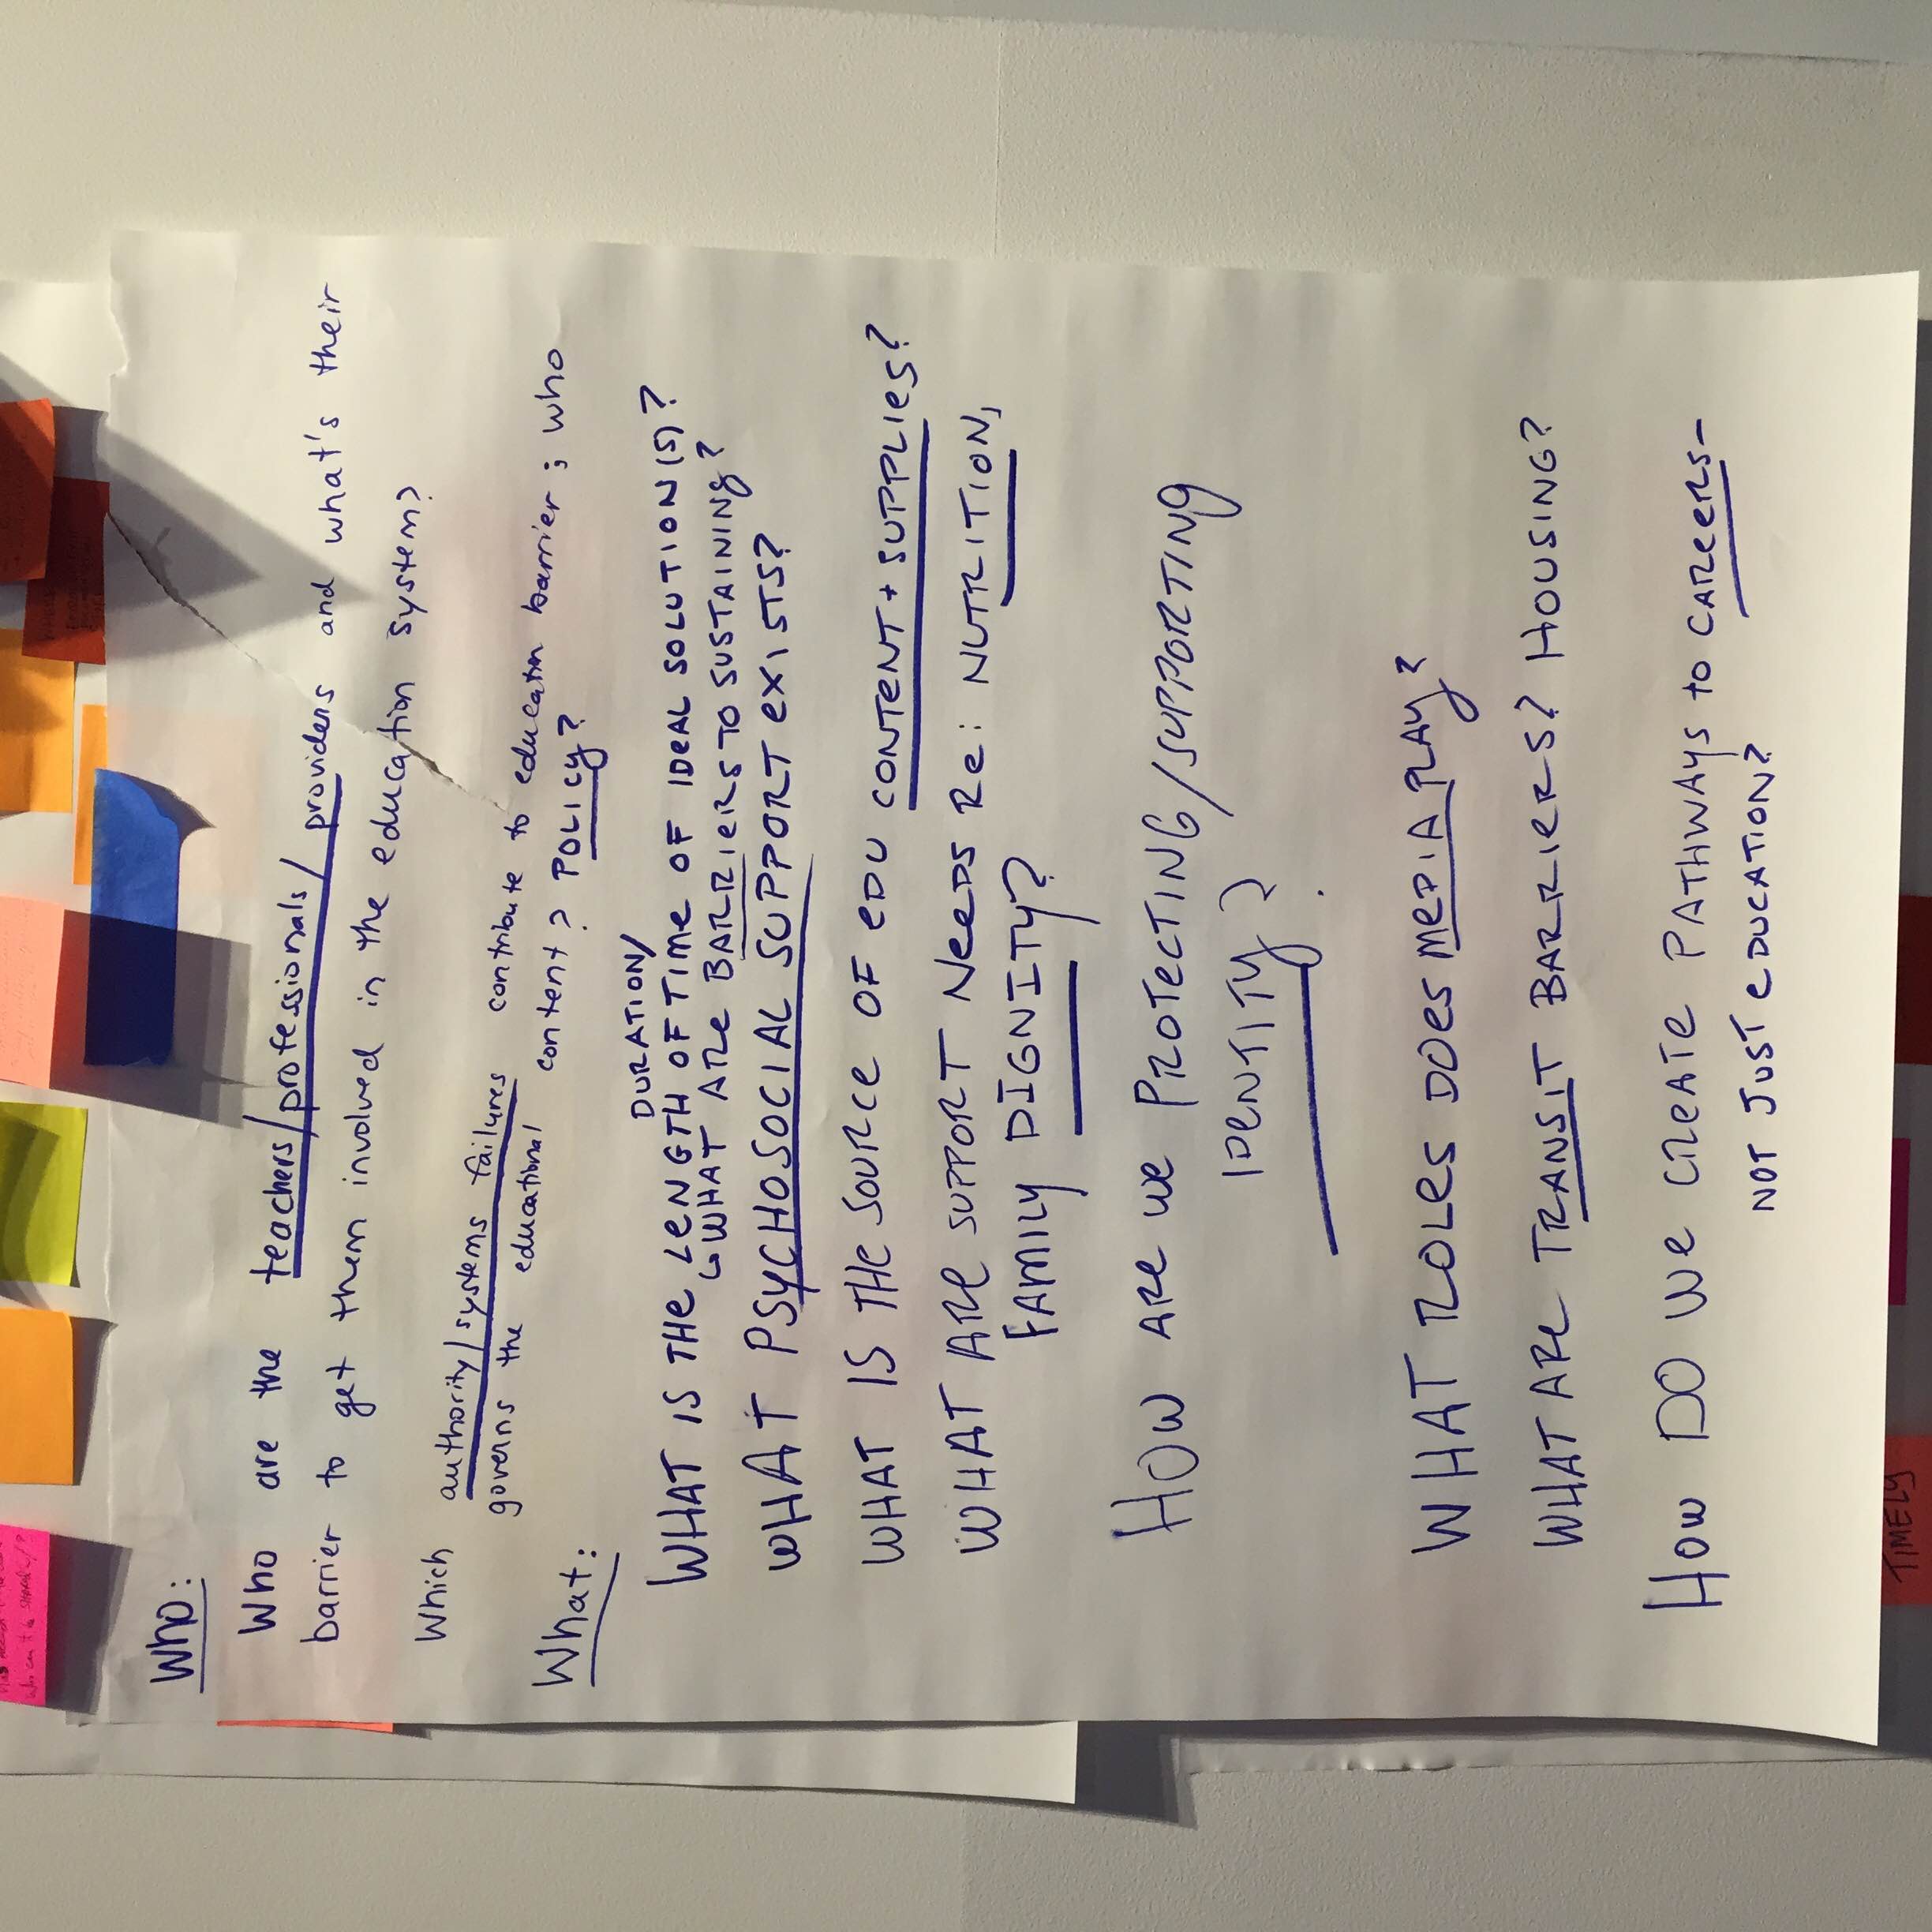 Who can
Who:
Who are the teachers/professionals/providers and what's their
barrier to get them involved in the education system?
Which authority/systems failures contribute to education barrier; who
governs the educational content? POLICY?
What:
DURATION/
WHAT IS THE LENGTH OF TIME OF IDEAL SOLUTION(S)?
↳ WHAT ARE BARRIERS TO SUSTAINING?
WHAT PSYCHOSOCIAL SUPPORT EXISTS?
WHAT IS THE SOURCE OF EDU CONTENT + SUPPLIES?
WHAT ARE SUPPORT NEEDS RE: NUTRITION,
FAMILY DIGNITY?
HOW ARE WE PROTECTING/SUPPORTING
IDENTITY?
WHAT ROLES DOES MEDIA PLAY?
WHAT ARE TRANSIT BARRIERS? HOUSING?
HOW DO WE CREATE PATHWAYS to CAREERS-
NOT JUST EDUCATION?
TIMELY